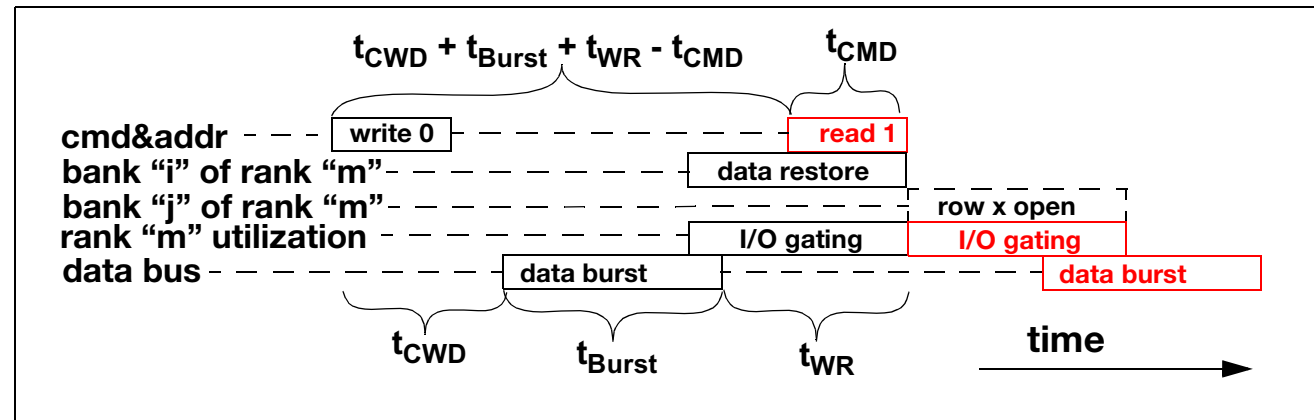 tCWD + tBurst + tWR - tCMD
tCMD
cmd&addr write 0 read 1
bank “i” of rank “m” data restore
bank “j” of rank “m” row x open
rank “m” utilization I/O gating I/O gating
data bus data burst data burst
tCWD tBurst tWR time